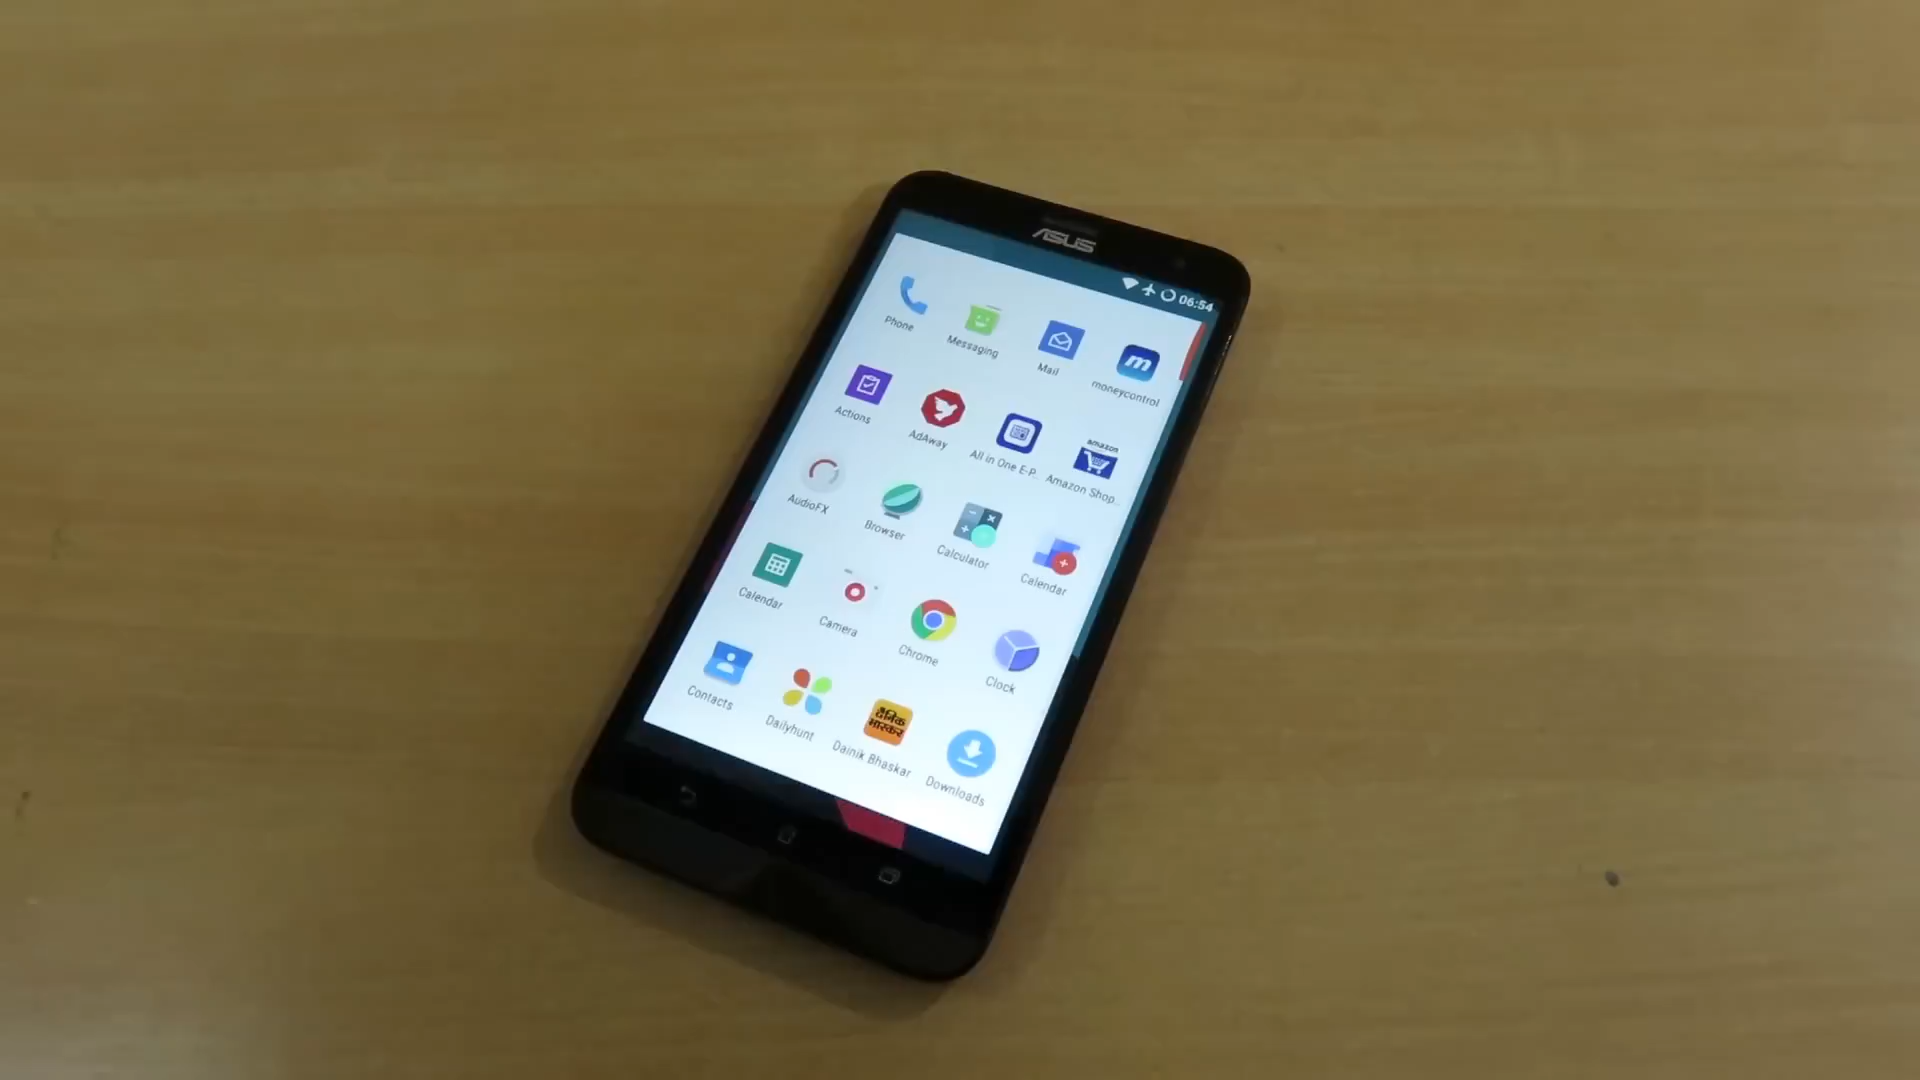 ASUS
06:54
Phone
Messaging
Mail
m
moneycontrol
Actions
AdAway
All in One E-P..
amazon
Amazon Shop..
AudioFX
Browser
Calculator
Calendar
Calendar
Camera
Chrome
Clock
Contacts
Dailyhunt
दैनिक
भास्कर
Dainik Bhaskar
Downloads